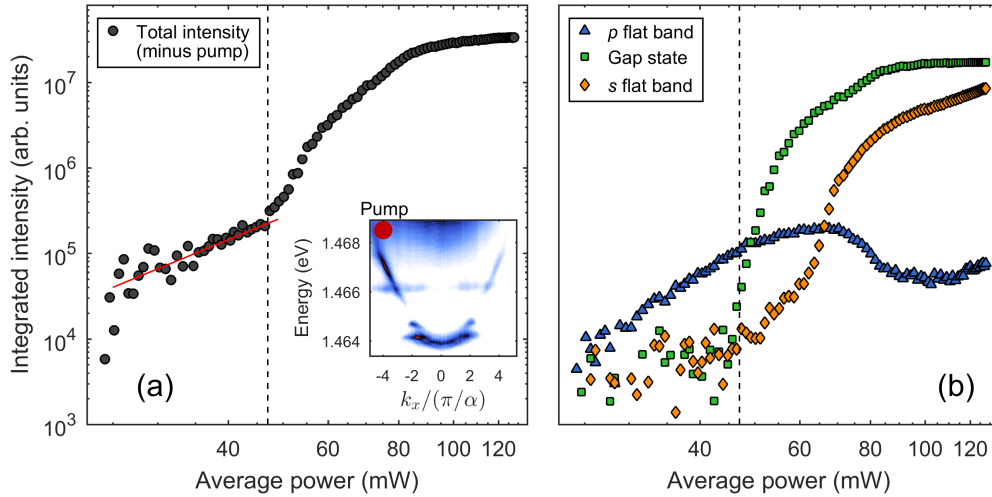 Total intensity
(minus pump)
p flat band
Gap state
s flat band
10^7
10^6
10^5
10^4
10^3
Integrated intensity (arb. units)
Pump
1.468
1.466
1.464
Energy (eV)
-4 -2 0 2 4
k_x/(π/α)
(a)
(b)
40 60 80 100 120
Average power (mW)
40 60 80 100 120
Average power (mW)